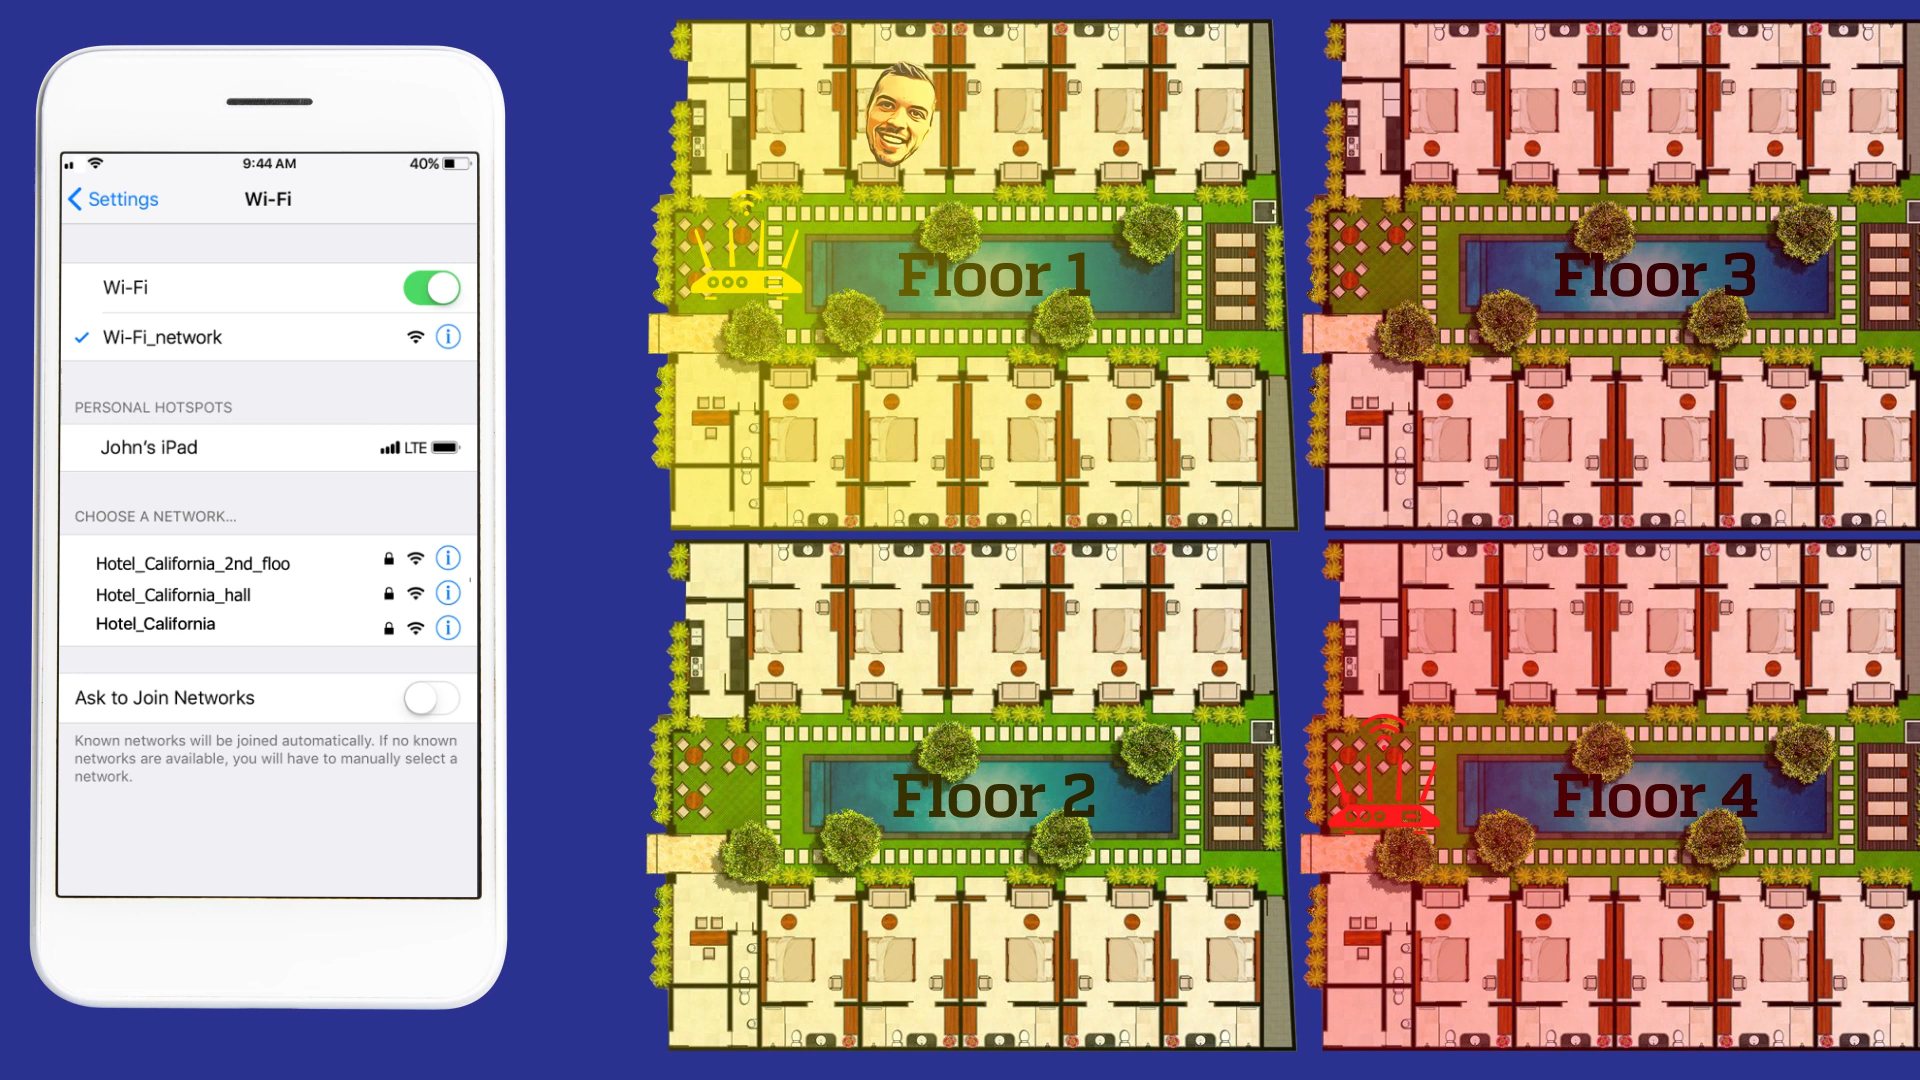 9:44 AM
40%
Settings
Wi-Fi
Wi-Fi
Wi-Fi_network
PERSONAL HOTSPOTS
John's iPad
LTE
CHOOSE A NETWORK...
Hotel_California_2nd_floo
Hotel_California_hall
Hotel_California
Ask to Join Networks
Known networks will be joined automatically. If no known
networks are available, you will have to manually select a
network.
Floor 1
Floor 3
Floor 2
Floor 4